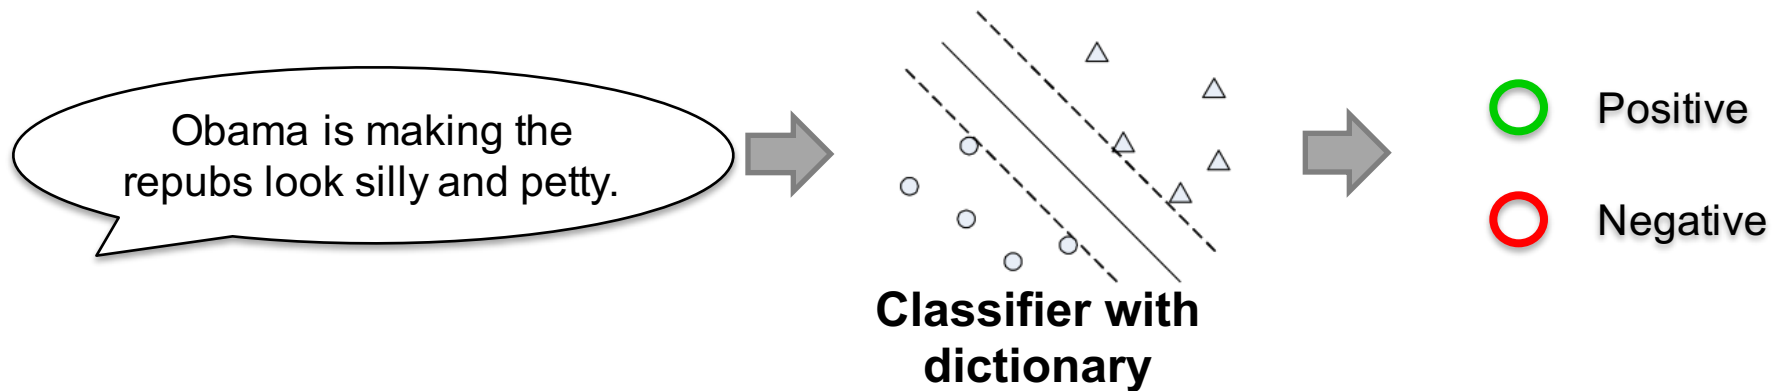 Obama is making the
repubs look silly and petty.
Classifier with
dictionary
Positive
Negative